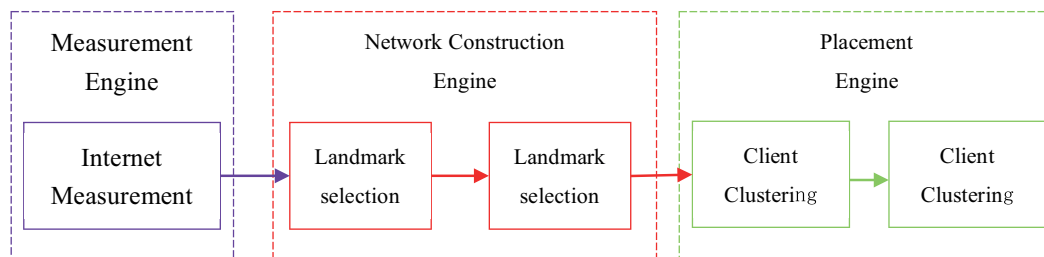 Measurement
Engine
Internet
Measurement
Network Construction
Engine
Landmark
selection
Landmark
selection
Placement
Engine
Client
Clustering
Client
Clustering